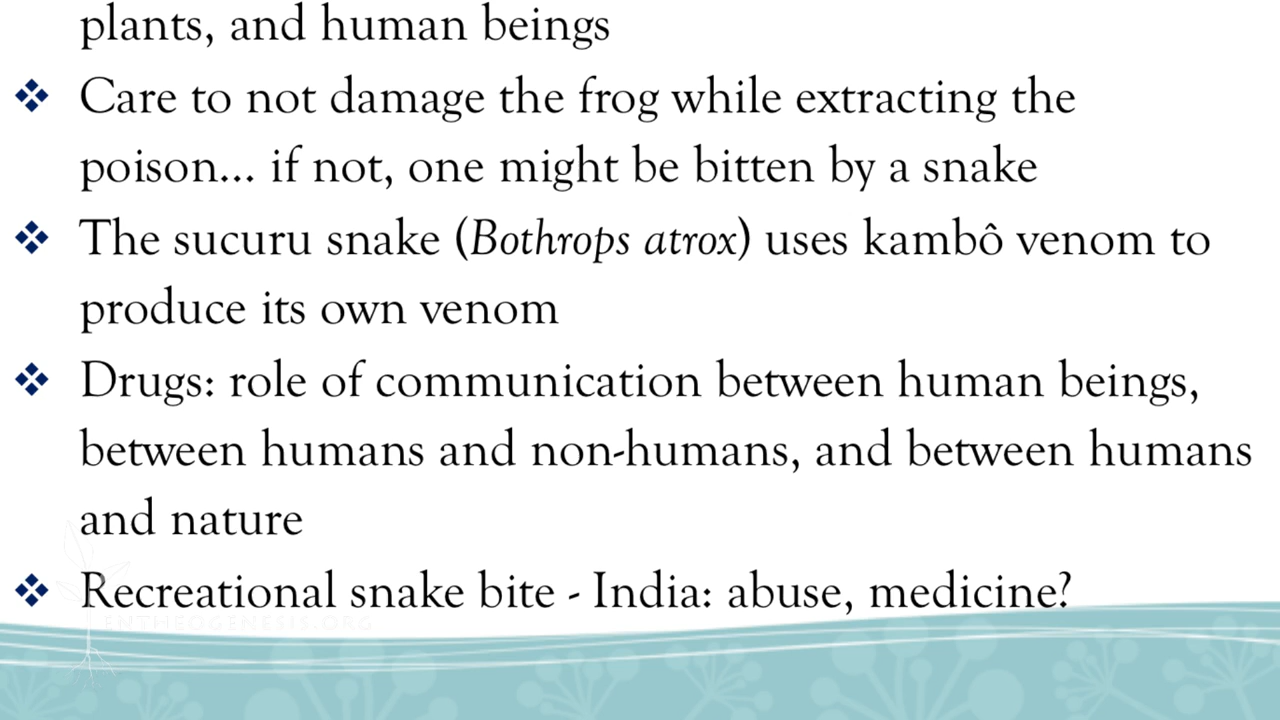 plants, and human beings
❖ Care to not damage the frog while extracting the
poison... if not, one might be bitten by a snake
❖ The sucuru snake (Bothrops atrox) uses kambô venom to
produce its own venom
❖ Drugs: role of communication between human beings,
between humans and non-humans, and between humans
and nature
❖ Recreational snake bite - India: abuse, medicine?
ENTHEOGENESIS.ORG